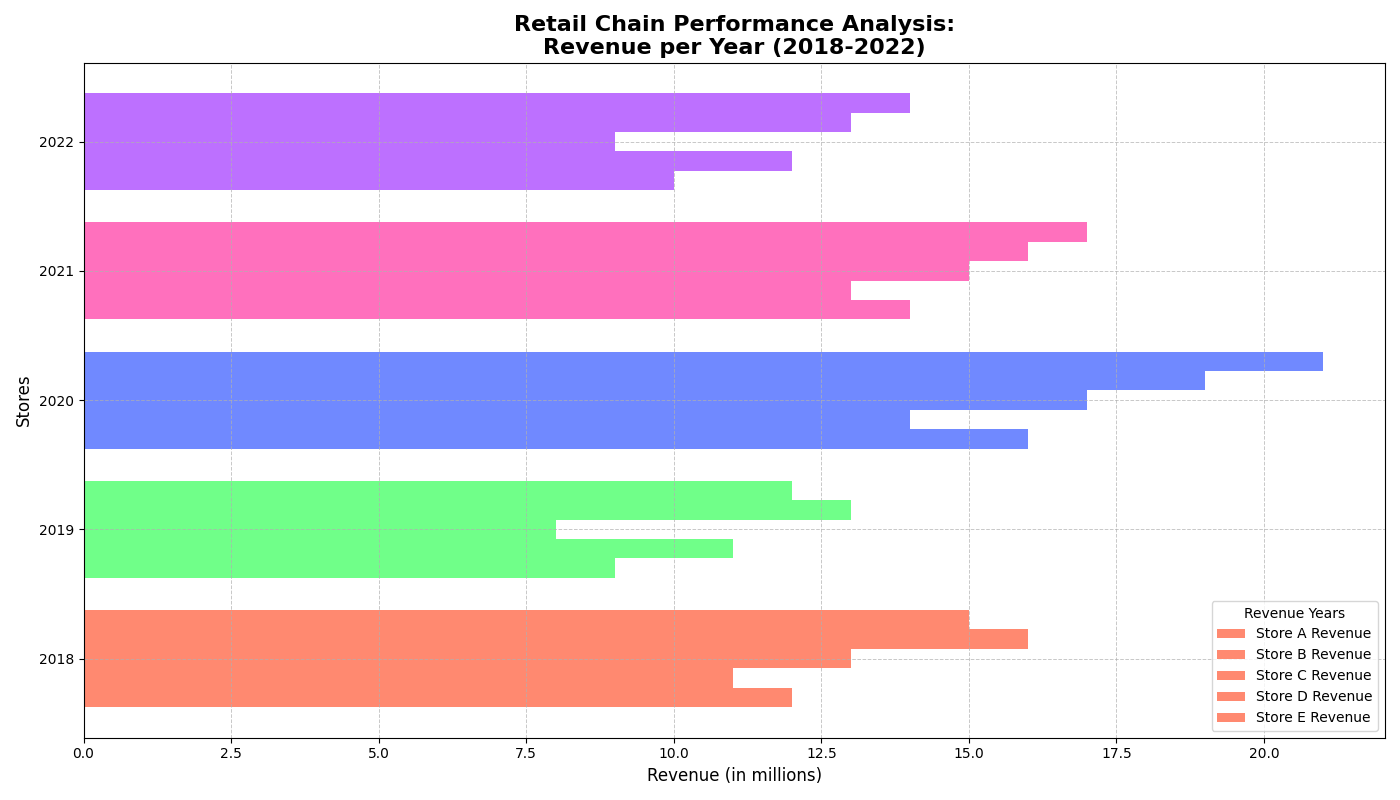 Retail Chain Performance Analysis:
Revenue per Year (2018-2022)
Stores
2022
2021
2020
2019
2018
Revenue Years
Store A Revenue
Store B Revenue
Store C Revenue
Store D Revenue
Store E Revenue
0.0 2.5 5.0 7.5 10.0 12.5 15.0 17.5 20.0
Revenue (in millions)